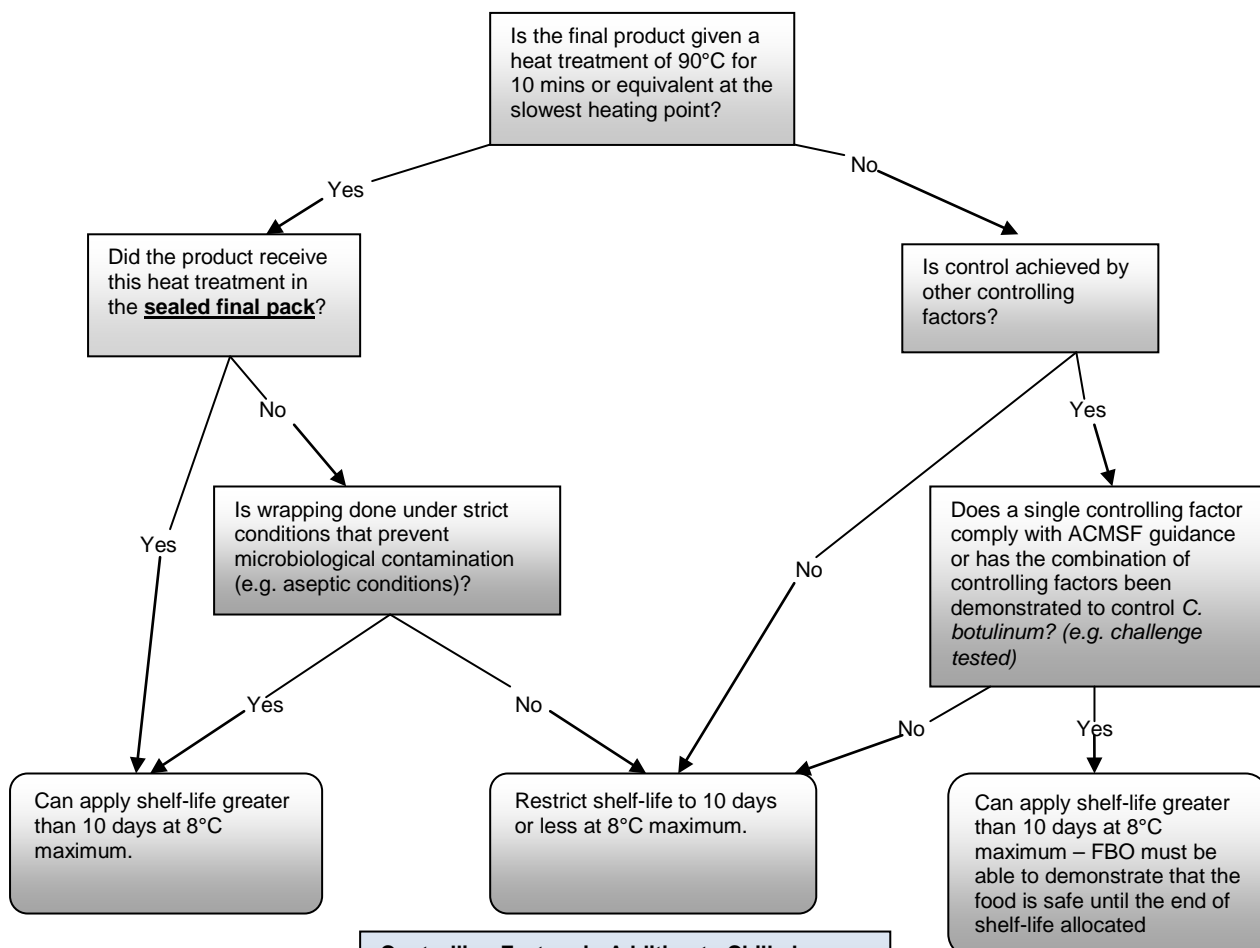 Is the final product given a
heat treatment of 90°C for
10 mins or equivalent at the
slowest heating point?
Yes
No
Did the product receive
this heat treatment in
the sealed final pack?
Is control achieved by
other controlling
factors?
No
Yes
Is wrapping done under strict
conditions that prevent
microbiological contamination
(e.g. aseptic conditions)?
Does a single controlling factor
comply with ACMSF guidance
or has the combination of
controlling factors been
demonstrated to control C.
botulinum? (e.g. challenge
tested)
Yes
No
Yes
No
No
Yes
Can apply shelf-life greater
than 10 days at 8°C
maximum.
Restrict shelf-life to 10 days
or less at 8°C maximum.
Can apply shelf-life greater
than 10 days at 8°C
maximum – FBO must be
able to demonstrate that the
food is safe until the end of
shelf-life allocated